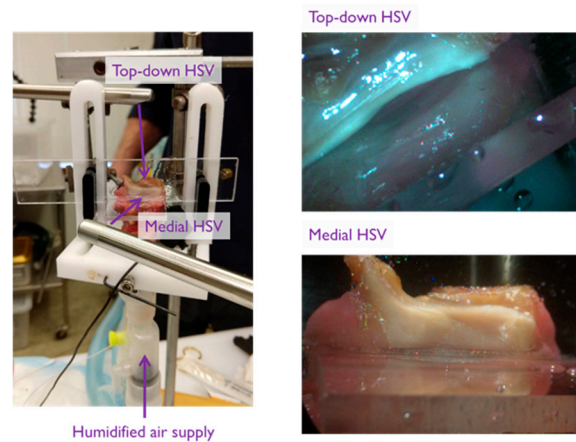 Top-down HSV
Top-down HSV
Medial HSV
Medial HSV
Humidified air supply